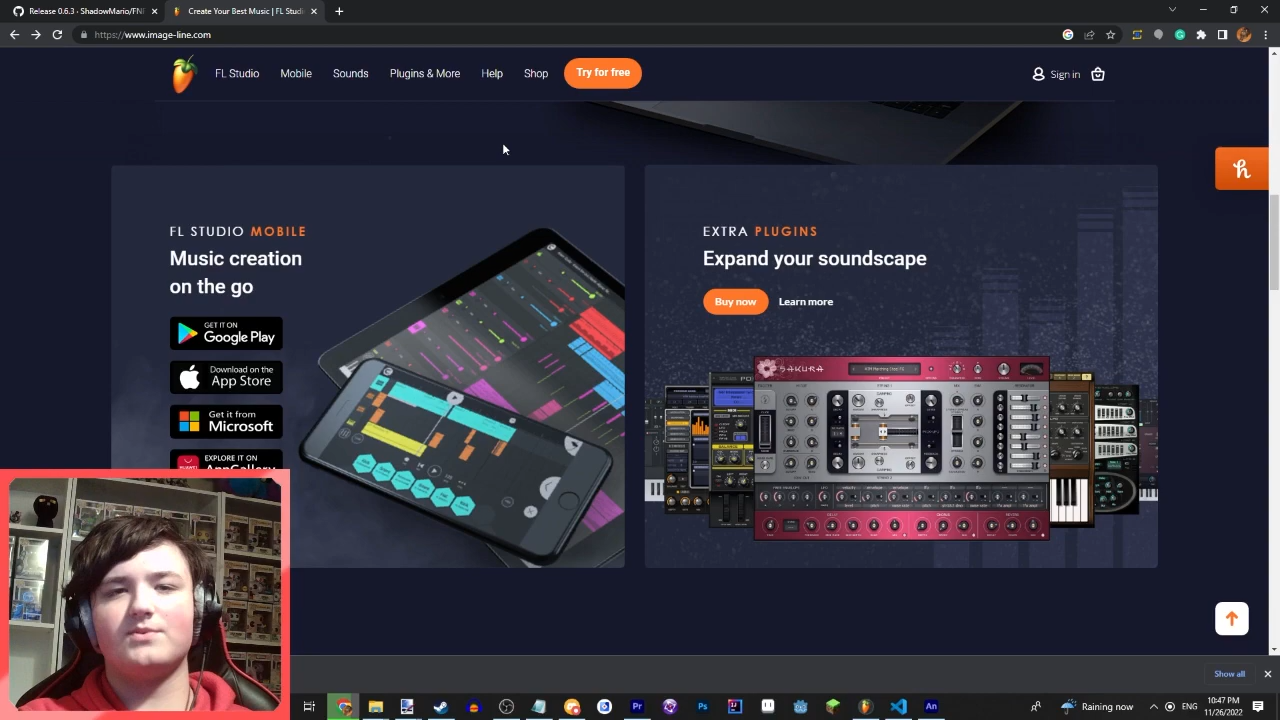 Release 0.6.3 · ShadowMario/FNF
Create Your Best Music | FL Studi
https://www.image-line.com
FL Studio
Mobile
Sounds
Plugins & More
Help
Shop
Try for free
Sign in
FL STUDIO MOBILE
Music creation
on the go
GET IT ON
Google Play
Download on the
App Store
Get it from
Microsoft
EXPLORE IT ON
AppGallery
EXTRA PLUGINS
Expand your soundscape
Buy now
Learn more
SAKURA
Show all
Raining now
ENG
10:47 PM
11/26/2022